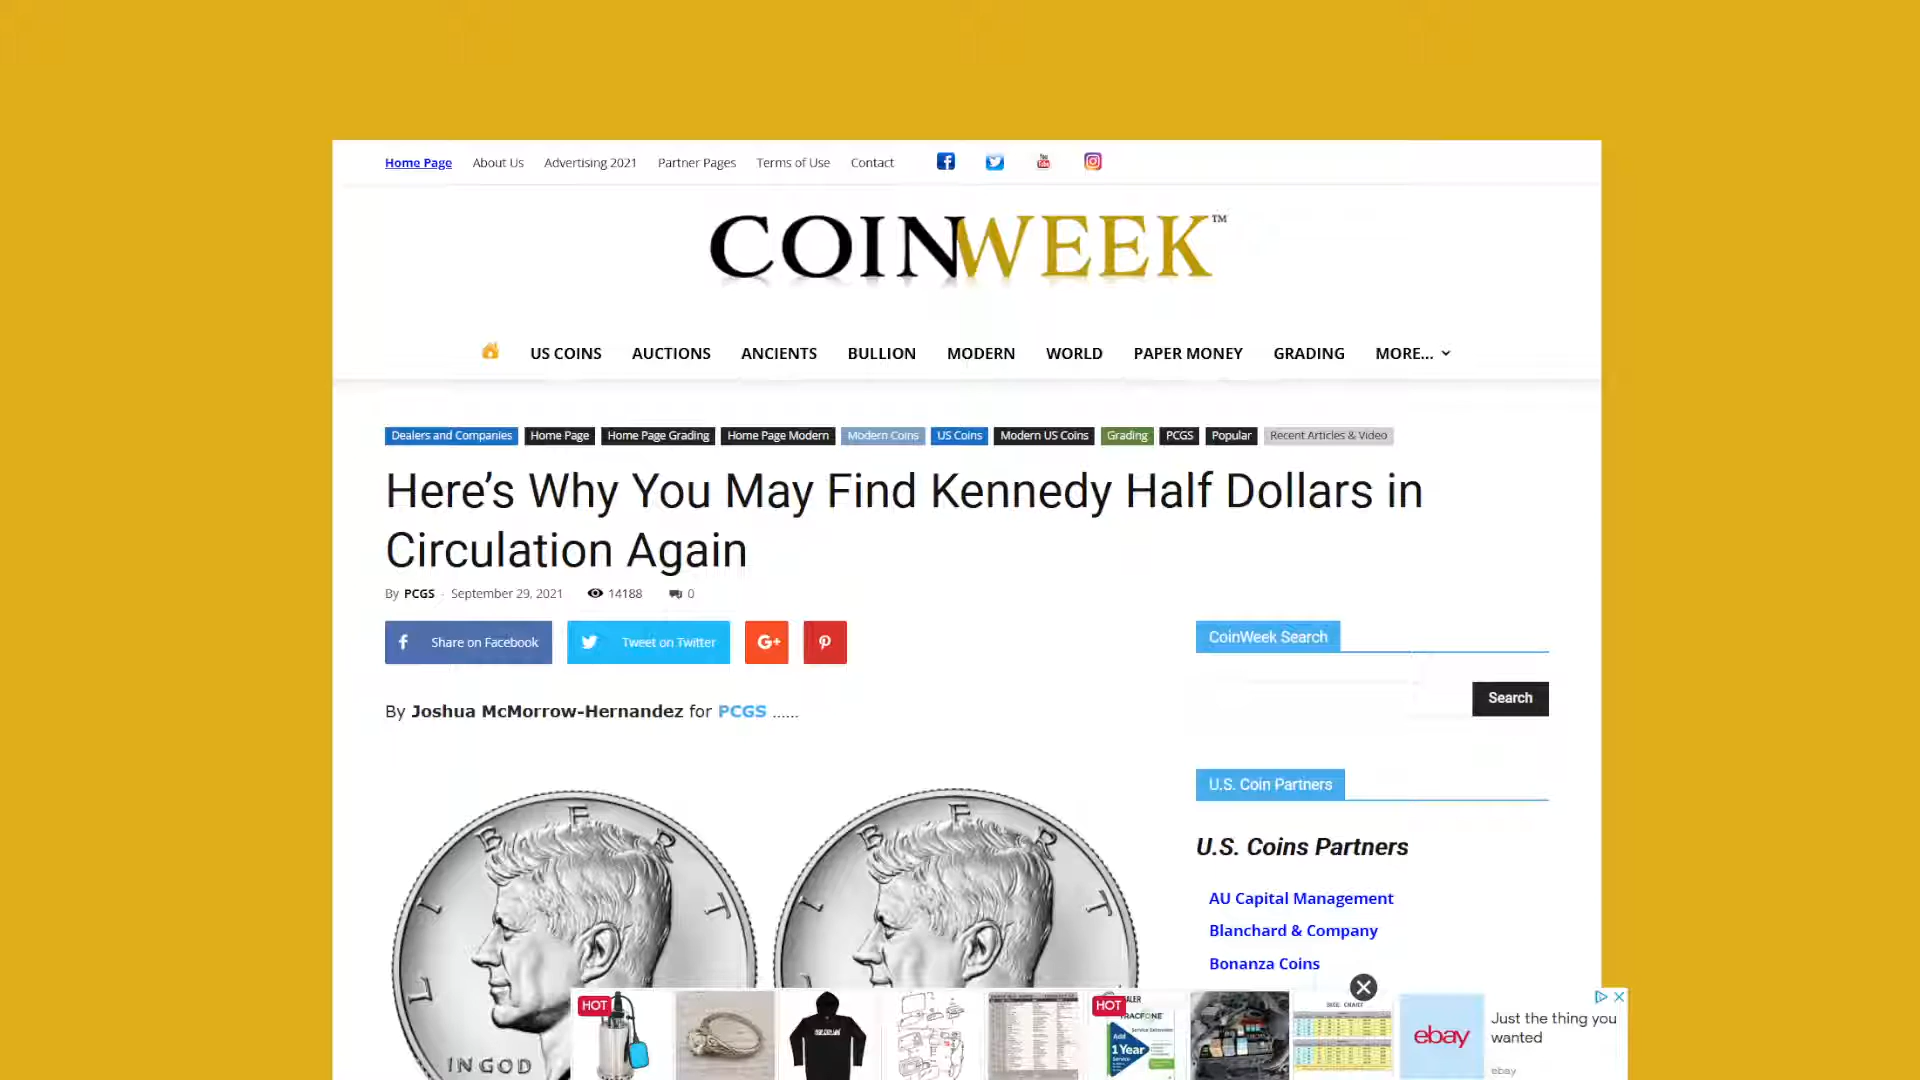 Home Page About Us Advertising 2021 Partner Pages Terms of Use Contact
COINWEEK™
US COINS AUCTIONS ANCIENTS BULLION MODERN WORLD PAPER MONEY GRADING MORE...
Dealers and Companies Home Page Home Page Grading Home Page Modern Modern Coins US Coins Modern US Coins Grading PCGS Popular Recent Articles & Video
Here’s Why You May Find Kennedy Half Dollars in
Circulation Again
By PCGS - September 29, 2021 14188 0
Share on Facebook Tweet on Twitter G+
CoinWeek Search
Search
By Joshua McMorrow-Hernandez for PCGS ......
U.S. Coin Partners
U.S. Coins Partners
AU Capital Management
Blanchard & Company
Bonanza Coins
LIBERT
IN GOD
LIBERT
HOT
HOT
TRACFONE
Add
1 Year
Service
ebay
Just the thing you
wanted
ebay